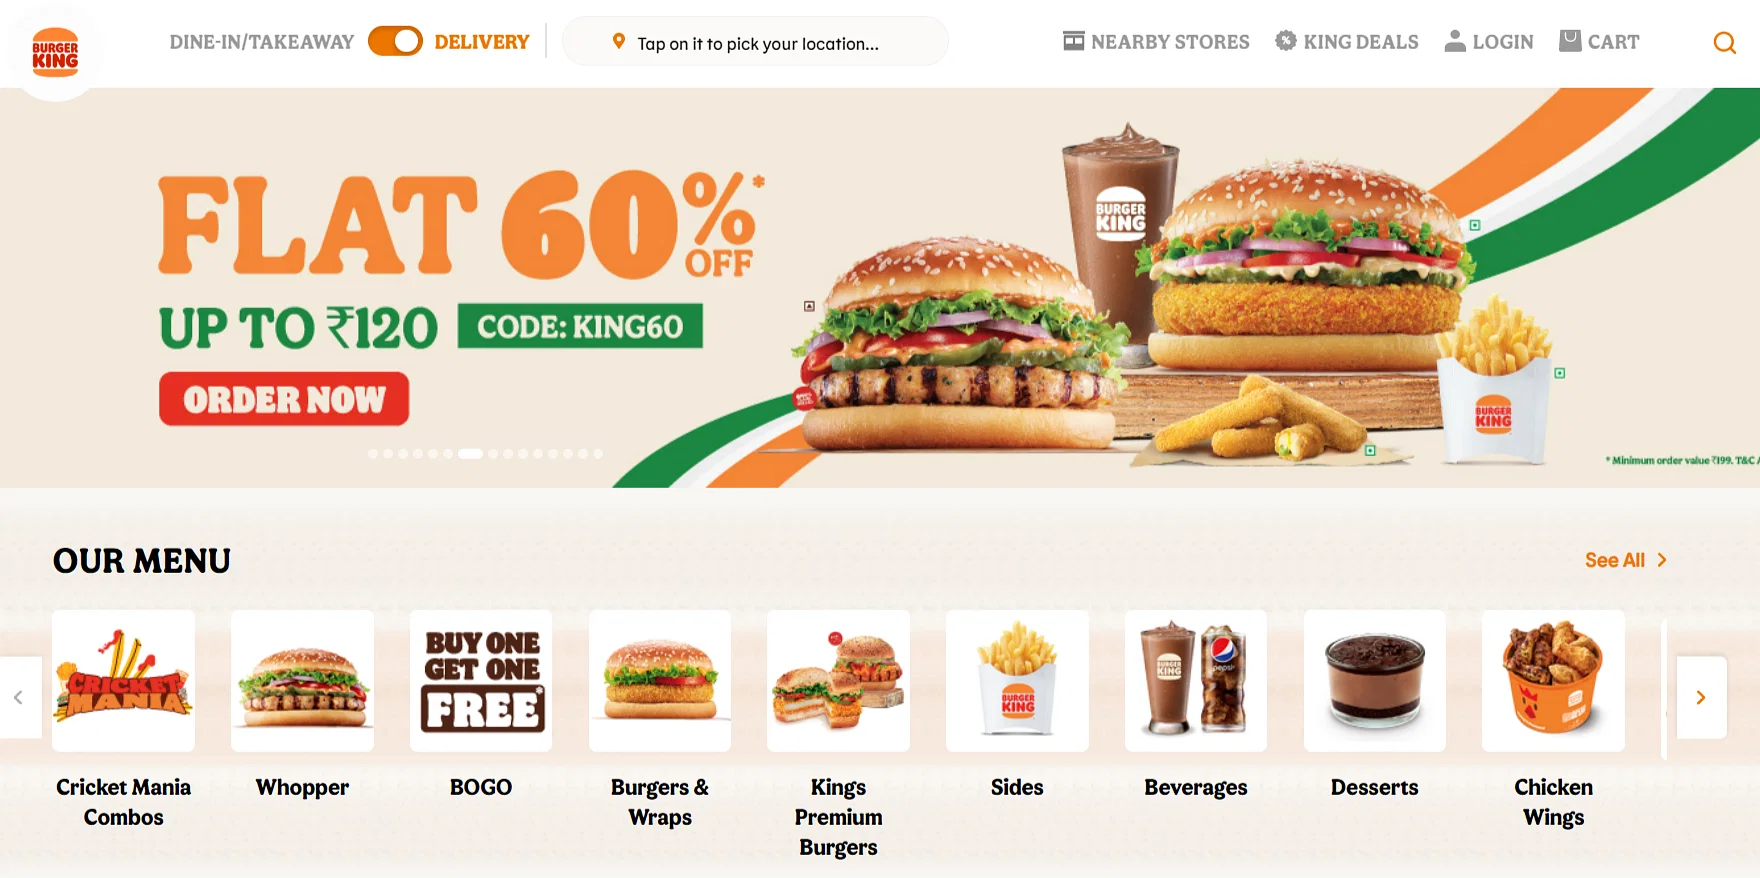 BURGER
KING
DINE-IN/TAKEAWAY
DELIVERY
Tap on it to pick your location...
NEARBY STORES
KING DEALS
LOGIN
CART
FLAT 60%*
OFF
UP TO ₹120
CODE: KING60
ORDER NOW
BURGER
KING
BURGER
KING
* Minimum order value ₹199. T&C A
OUR MENU
See All
CRICKET
MANIA
BUY ONE
GET ONE
FREE*
BURGER
KING
BURGER
KING
pepsi
Cricket Mania
Combos
Whopper
BOGO
Burgers &
Wraps
Kings
Premium
Burgers
Sides
Beverages
Desserts
Chicken
Wings